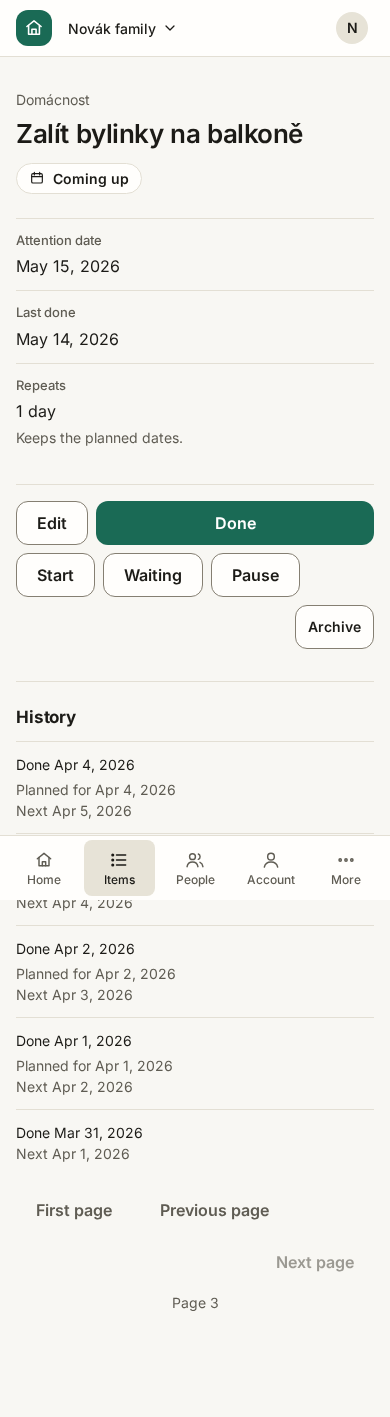 Novák family
N
Domácnost
Zalít bylinky na balkoně
Coming up
Attention date
May 15, 2026
Last done
May 14, 2026
Repeats
1 day
Keeps the planned dates.
Edit
Done
Start
Waiting
Pause
Archive
History
Done Apr 4, 2026
Planned for Apr 4, 2026
Next Apr 5, 2026
Home
Items
People
Account
More
Next Apr 4, 2026
Done Apr 2, 2026
Planned for Apr 2, 2026
Next Apr 3, 2026
Done Apr 1, 2026
Planned for Apr 1, 2026
Next Apr 2, 2026
Done Mar 31, 2026
Next Apr 1, 2026
First page
Previous page
Next page
Page 3